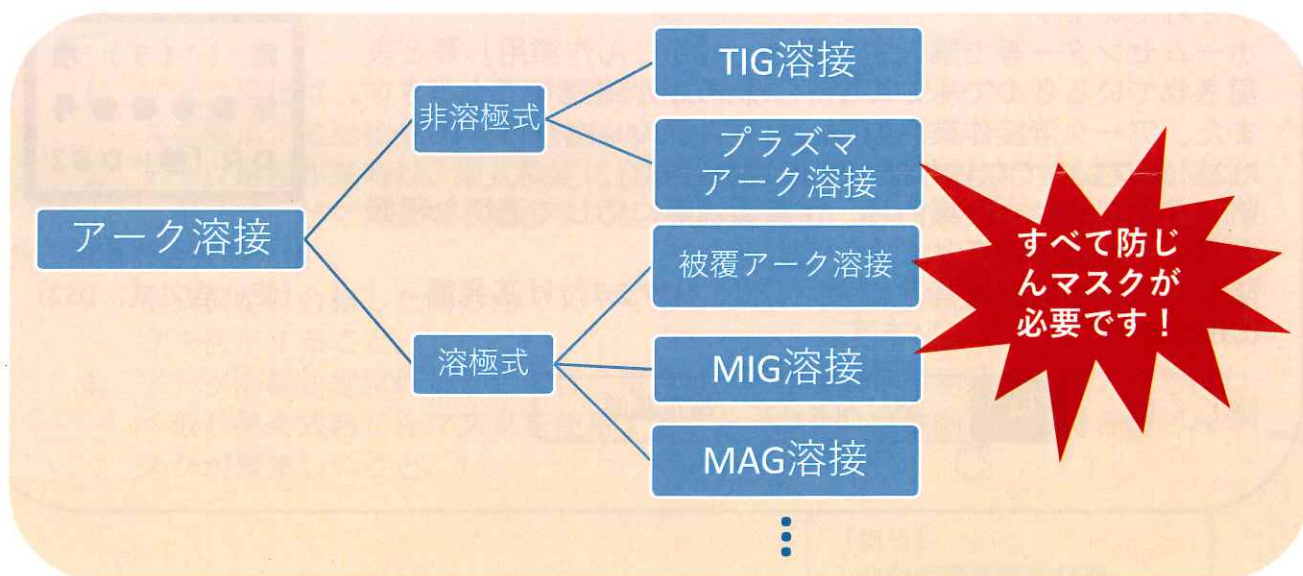 アーク溶接
非溶極式
溶極式
TIG溶接
プラズマ
アーク溶接
被覆アーク溶接
MIG溶接
MAG溶接
すべて防じ
んマスクが
必要です！